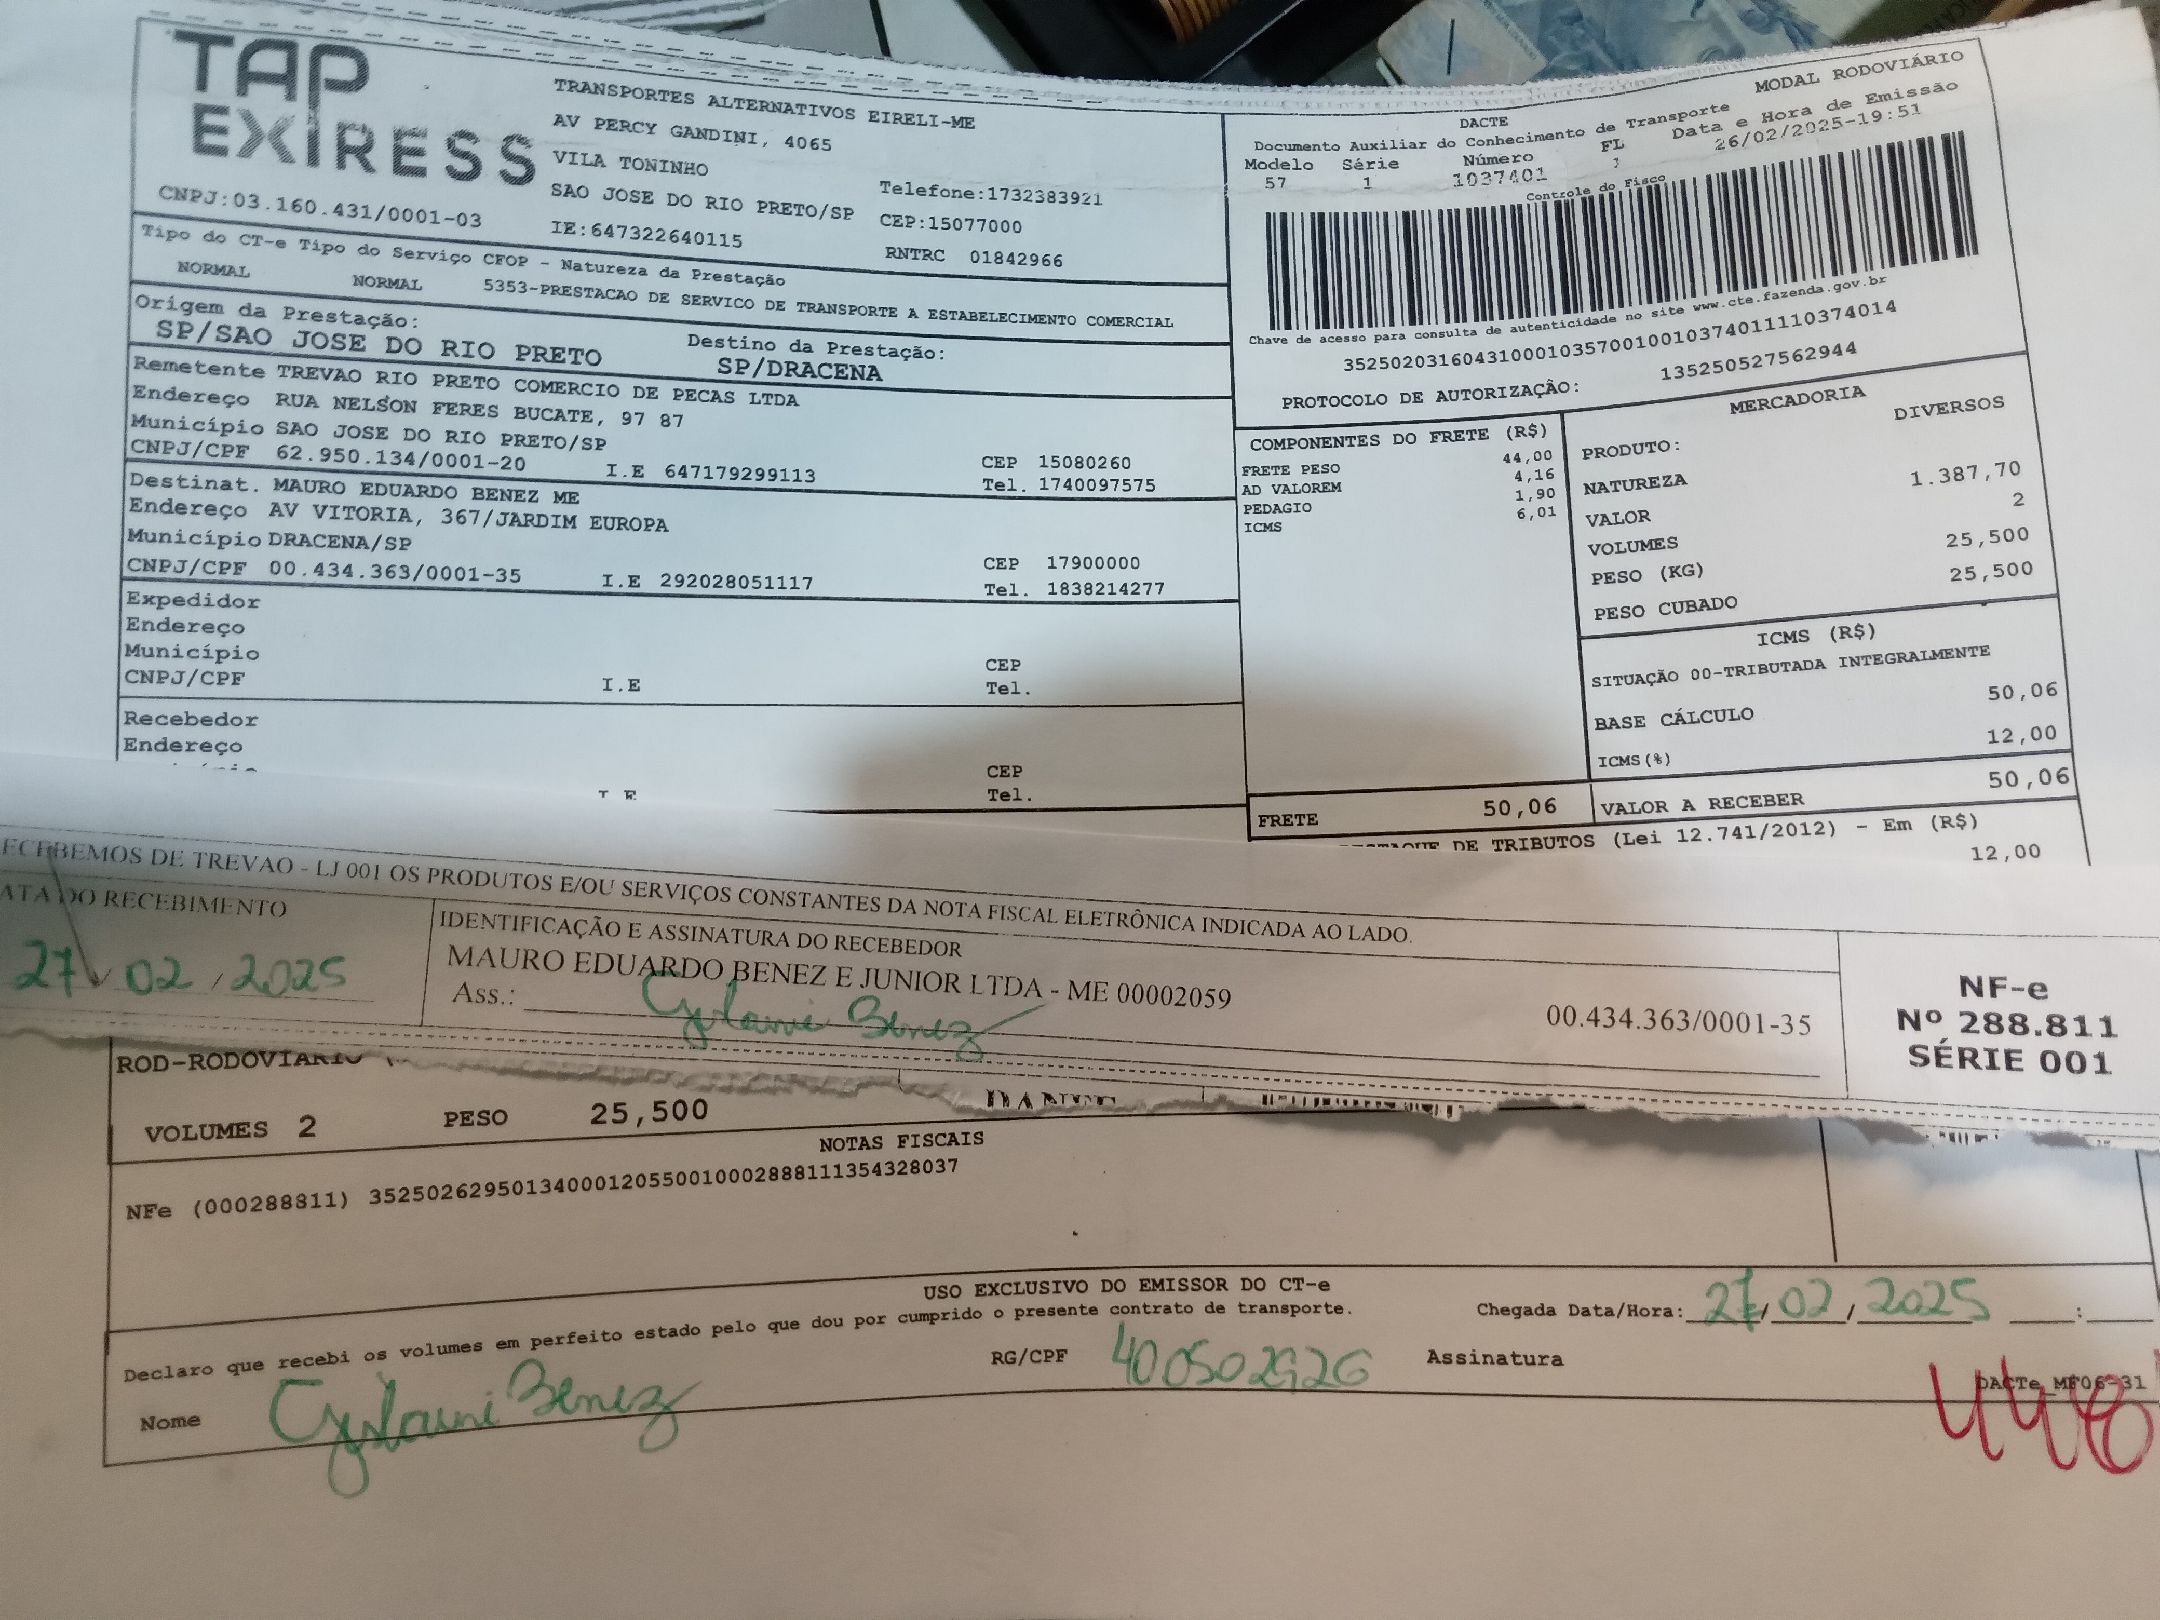 TAP
EXIRESS
CNPJ:03.160.431/0001-03
TRANSPORTES ALTERNATIVOS EIRELI-ME
AV PERCY GANDINI, 4065
VILA TONINHO
SAO JOSE DO RIO PRETO/SP
IE:647322640115
Telefone:1732383921
CEP:15077000
RNTRC 01842966
MODAL RODOVIÁRIO
DACTE
Documento Auxiliar do Conhecimento de Transporte
Modelo Série Número FL Data e Hora de Emissão
57 1 1037401 1 26/02/2025-19:51
Controle do Fisco
Chave de acesso para consulta de autenticidade no site www.cte.fazenda.gov.br
35250203160431000103570010010374011110374014
PROTOCOLO DE AUTORIZAÇÃO: 135250527562944
Tipo do CT-e Tipo do Serviço CFOP - Natureza da Prestação
NORMAL NORMAL 5353-PRESTACAO DE SERVICO DE TRANSPORTE A ESTABELECIMENTO COMERCIAL
Origem da Prestação:
SP/SAO JOSE DO RIO PRETO
Destino da Prestação:
SP/DRACENA
Remetente TREVAO RIO PRETO COMERCIO DE PECAS LTDA
Endereço RUA NELSON FERES BUCATE, 97 87
Município SAO JOSE DO RIO PRETO/SP
CEP 15080260
CNPJ/CPF 62.950.134/0001-20 I.E 647179299113 Tel. 1740097575
Destinat. MAURO EDUARDO BENEZ ME
Endereço AV VITORIA, 367/JARDIM EUROPA
Município DRACENA/SP
CEP 17900000
CNPJ/CPF 00.434.363/0001-35 I.E 292028051117 Tel. 1838214277
Expedidor
Endereço
Município CEP
CNPJ/CPF I.E Tel.
Recebedor
Endereço
CEP
I.E Tel.
COMPONENTES DO FRETE (R$)
FRETE PESO 44,00
AD VALOREM 4,16
PEDAGIO 1,90
ICMS 6,01
FRETE 50,06
MERCADORIA
PRODUTO: DIVERSOS
NATUREZA
VALOR 1.387,70
VOLUMES 2
PESO (KG) 25,500
PESO CUBADO 25,500
ICMS (R$)
SITUAÇÃO 00-TRIBUTADA INTEGRALMENTE
BASE CÁLCULO 50,06
ICMS(%) 12,00
VALOR A RECEBER 50,06
DE TRIBUTOS (Lei 12.741/2012) - Em (R$)
12,00
ECEBEMOS DE TREVAO - LJ 001 OS PRODUTOS E/OU SERVIÇOS CONSTANTES DA NOTA FISCAL ELETRÔNICA INDICADA AO LADO.
ATA DO RECEBIMENTO
27/02/2025
IDENTIFICAÇÃO E ASSINATURA DO RECEBEDOR
MAURO EDUARDO BENEZ E JUNIOR LTDA - ME 00002059
Ass.: Benez
00.434.363/0001-35
NF-e
Nº 288.811
SÉRIE 001
ROD-RODOVIÁRIO
VOLUMES 2 PESO 25,500
NOTAS FISCAIS
NFe (000288811) 35250262950134000120550010002888111354328037
USO EXCLUSIVO DO EMISSOR DO CT-e
Declaro que recebi os volumes em perfeito estado pelo que dou por cumprido o presente contrato de transporte.
Chegada Data/Hora: 27/02/2025 :
Nome Benez
RG/CPF Assinatura
DACTe_MF06-31